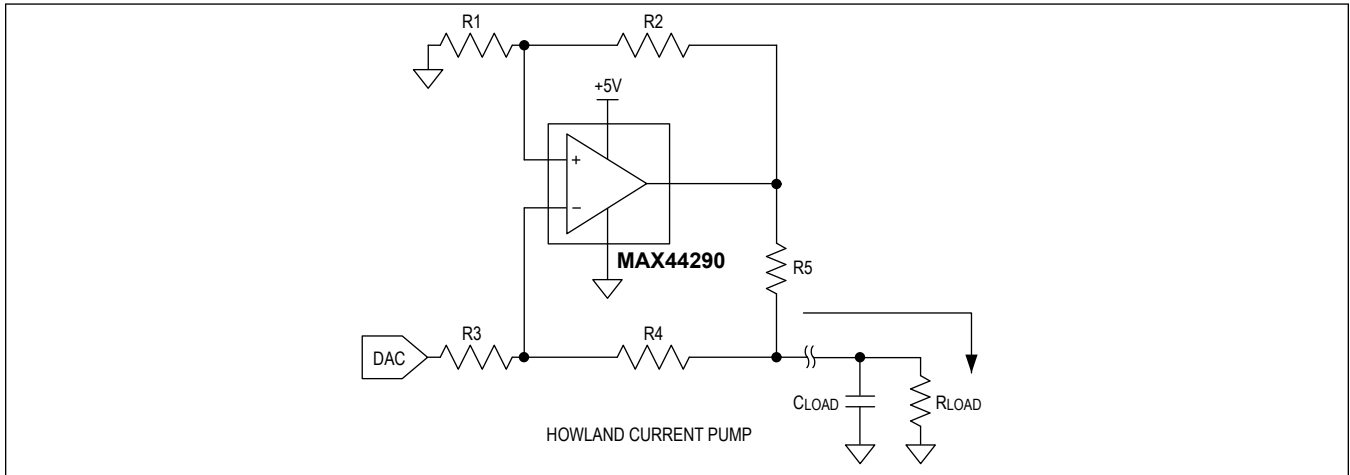 R1
R2
+5V
+
−
MAX44290
R5
DAC
R3
R4
CLOAD
RLOAD
HOWLAND CURRENT PUMP